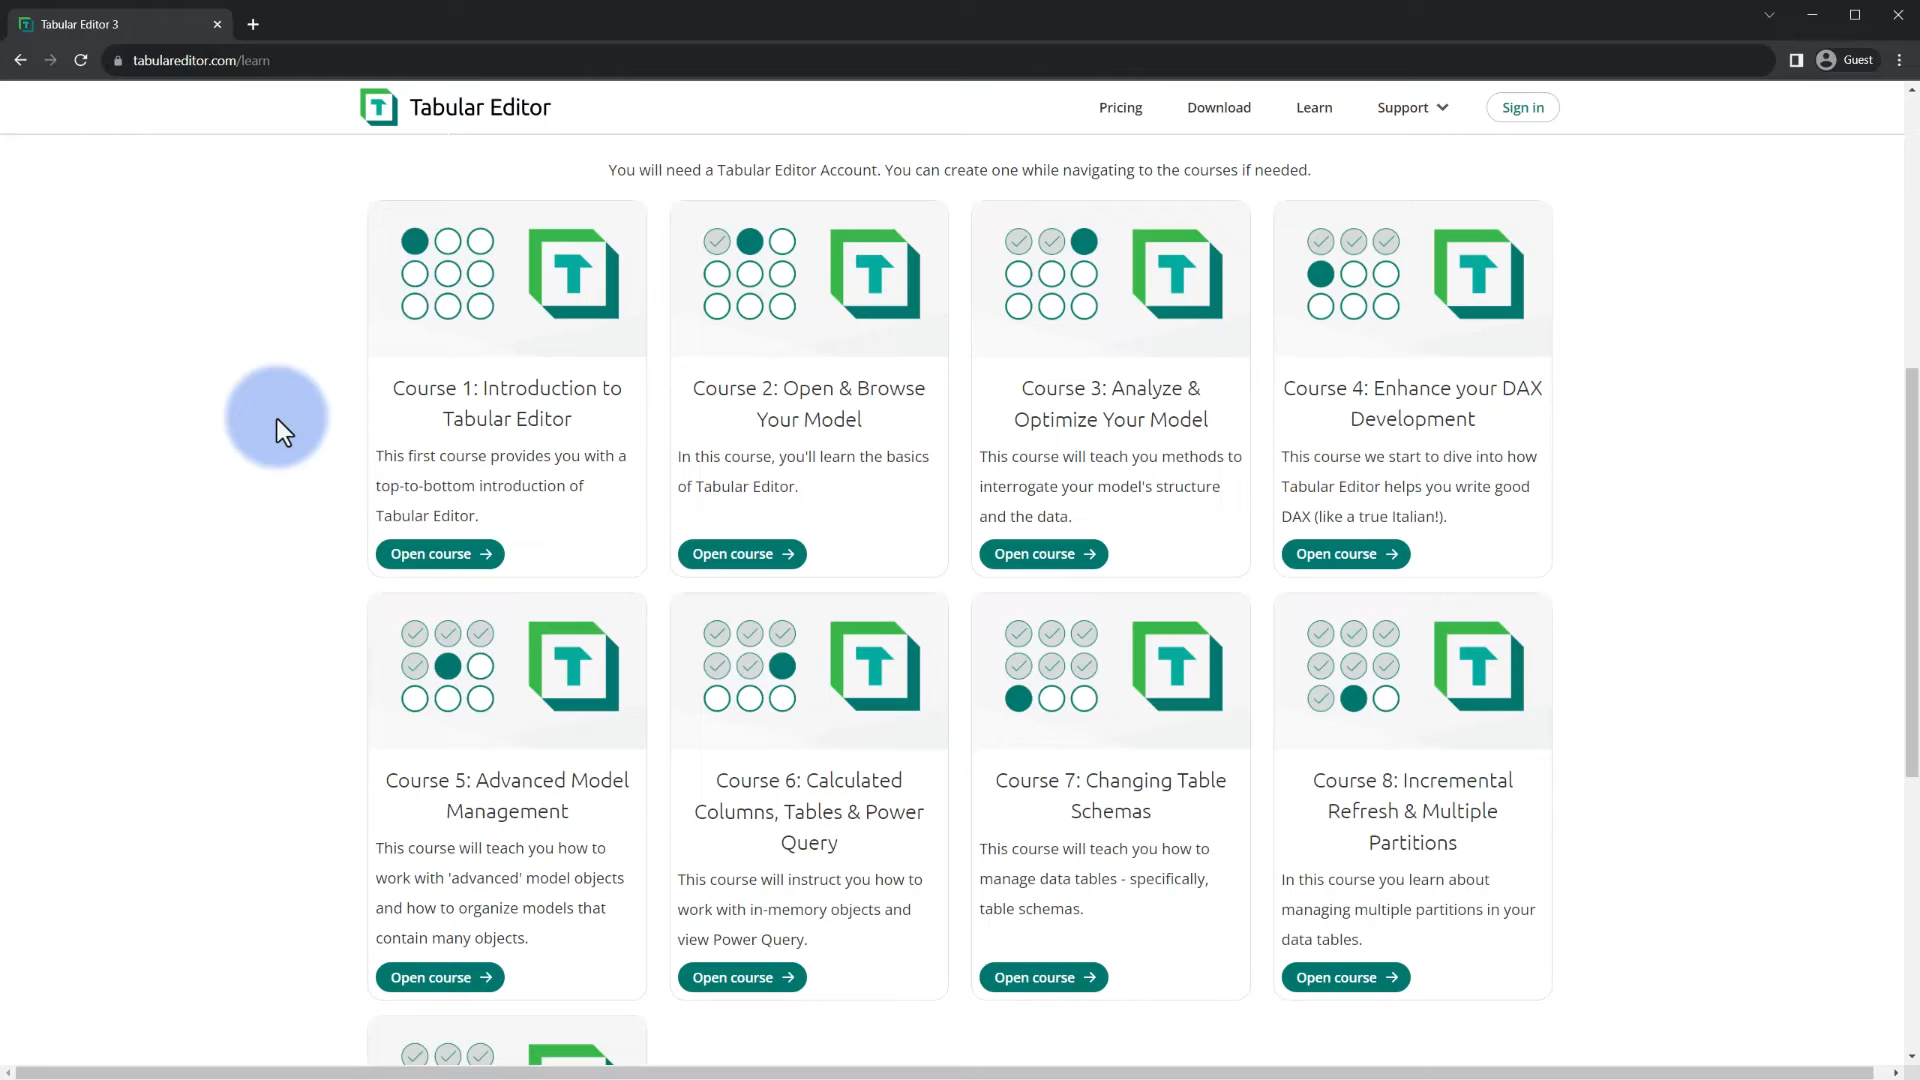 Tabular Editor 3
tabulareditor.com/learn
Guest
Tabular Editor
Pricing
Download
Learn
Support
Sign in
You will need a Tabular Editor Account. You can create one while navigating to the courses if needed.
Course 1: Introduction to
Tabular Editor
This first course provides you with a
top-to-bottom introduction of
Tabular Editor.
Open course
Course 2: Open & Browse
Your Model
In this course, you'll learn the basics
of Tabular Editor.
Open course
Course 3: Analyze &
Optimize Your Model
This course will teach you methods to
interrogate your model's structure
and the data.
Open course
Course 4: Enhance your DAX
Development
This course we start to dive into how
Tabular Editor helps you write good
DAX (like a true Italian!).
Open course
Course 5: Advanced Model
Management
This course will teach you how to
work with 'advanced' model objects
and how to organize models that
contain many objects.
Open course
Course 6: Calculated
Columns, Tables & Power
Query
This course will instruct you how to
work with in-memory objects and
view Power Query.
Open course
Course 7: Changing Table
Schemas
This course will teach you how to
manage data tables - specifically,
table schemas.
Open course
Course 8: Incremental
Refresh & Multiple
Partitions
In this course you learn about
managing multiple partitions in your
data tables.
Open course